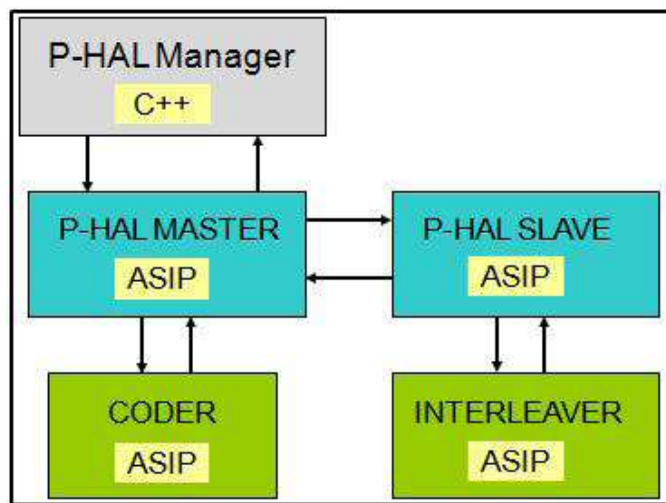 P-HAL Manager
C++
P-HAL MASTER
ASIP
P-HAL SLAVE
ASIP
CODER
ASIP
INTERLEAVER
ASIP